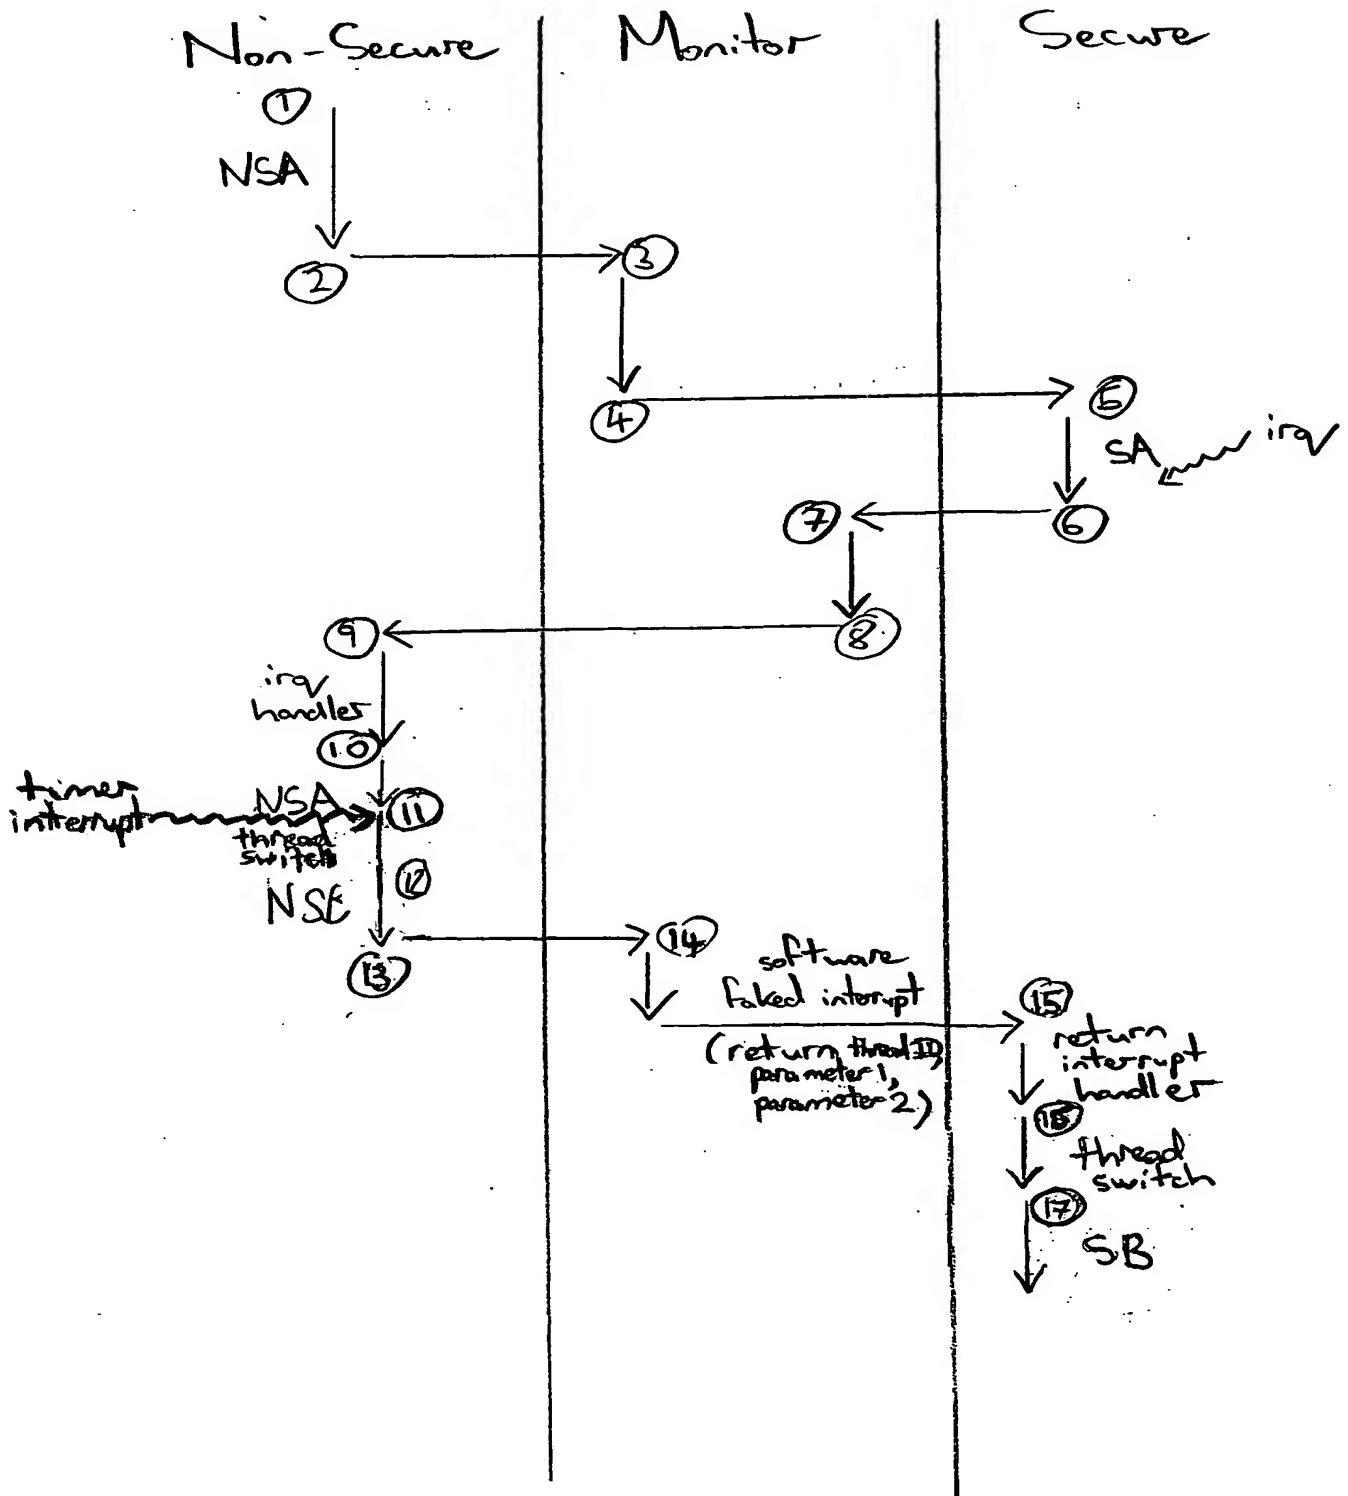 Non-Secure Monitor Secure
1
NSA
2 3
4 5
SA irq
7 6
9 8
irq
handler
10
timer
interrupt
NSA 11
thread
switch
12
13 14
software
faked interrupt
(return thread ID,
parameter 1,
parameter 2)
15
return
interrupt
handler
thread
switch
17
SB